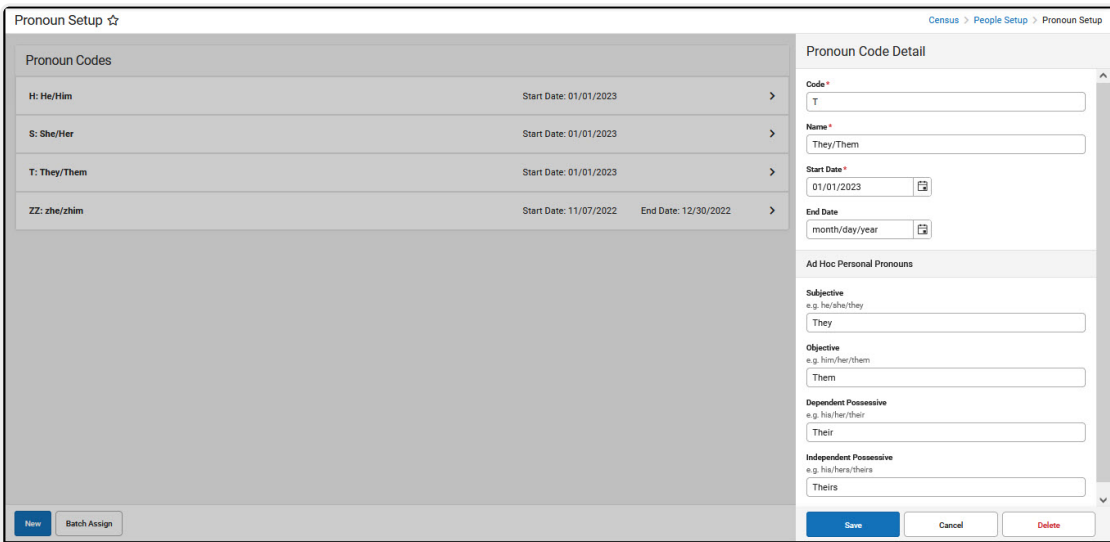 Pronoun Setup
Census > People Setup > Pronoun Setup
Pronoun Codes
H: He/Him Start Date: 01/01/2023
S: She/Her Start Date: 01/01/2023
T: They/Them Start Date: 01/01/2023
ZZ: zhe/zhim Start Date: 11/07/2022 End Date: 12/30/2022
New Batch Assign
Pronoun Code Detail
Code*
T
Name*
They/Them
Start Date*
01/01/2023
End Date
month/day/year
Ad Hoc Personal Pronouns
Subjective
e.g. he/she/they
They
Objective
e.g. him/her/them
Them
Dependent Possessive
e.g. his/her/their
Their
Independent Possessive
e.g. his/hers/theirs
Theirs
Save Cancel Delete